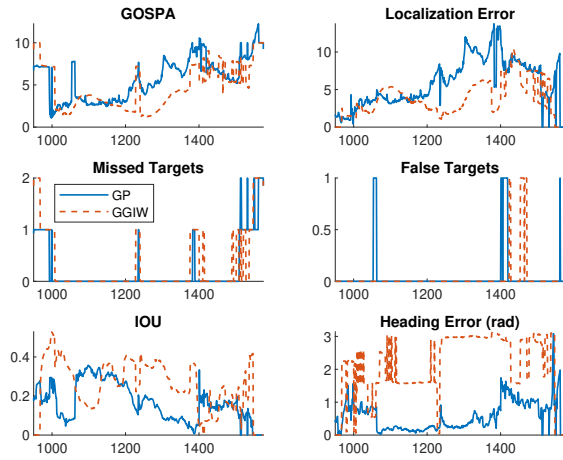 GOSPA
10
5
0
1000 1200 1400
Localization Error
10
5
0
1000 1200 1400
Missed Targets
2
1
0
1000 1200 1400
GP
GGIW
False Targets
1
0.5
0
1000 1200 1400
IOU
0.4
0.2
0
1000 1200 1400
Heading Error (rad)
3
2
1
0
1000 1200 1400